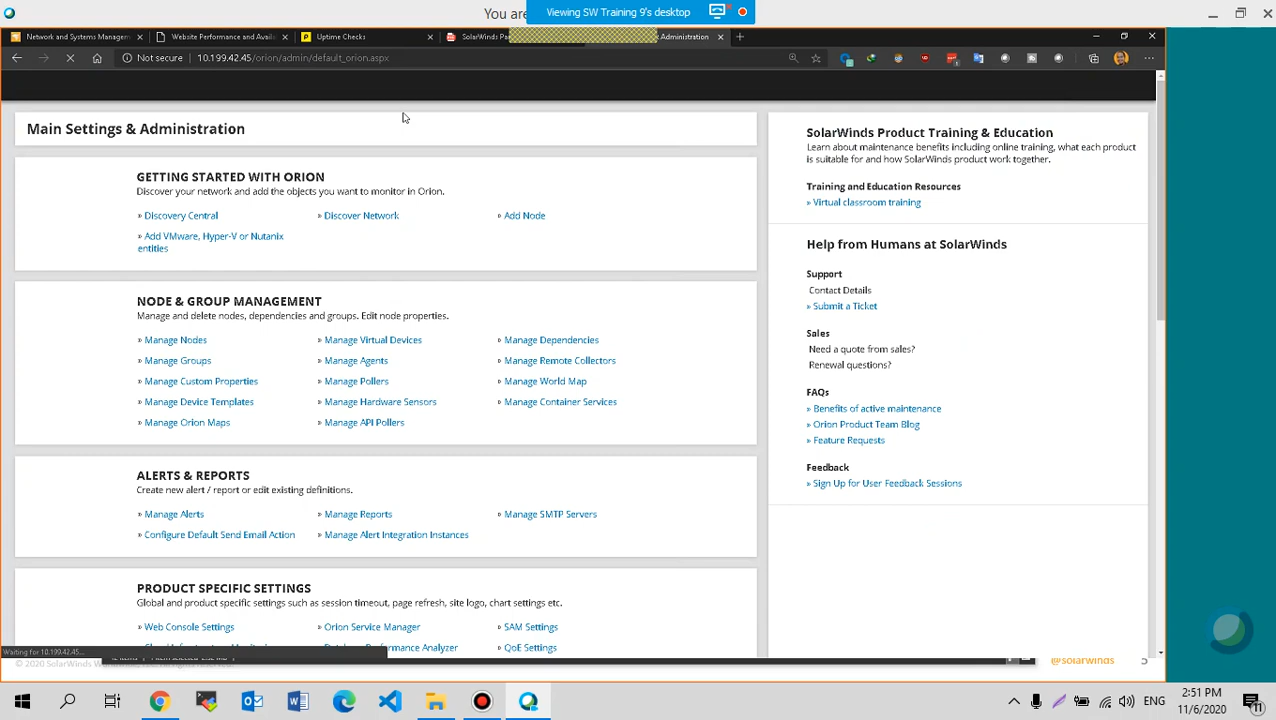 You are
Viewing SW Training 9's desktop
Network and Systems Managem
Website Performance and Avail
Uptime Checks
SolarWinds Pa
Administration
Not secure
10.199.42.45/orion/admin/default_orion.aspx
Main Settings & Administration
GETTING STARTED WITH ORION
Discover your network and add the objects you want to monitor in Orion.
» Discovery Central
» Discover Network
» Add Node
» Add VMware, Hyper-V or Nutanix
entities
NODE & GROUP MANAGEMENT
Manage and delete nodes, dependencies and groups. Edit node properties.
» Manage Nodes
» Manage Virtual Devices
» Manage Dependencies
» Manage Groups
» Manage Agents
» Manage Remote Collectors
» Manage Custom Properties
» Manage Pollers
» Manage World Map
» Manage Device Templates
» Manage Hardware Sensors
» Manage Container Services
» Manage Orion Maps
» Manage API Pollers
ALERTS & REPORTS
Create new alert / report or edit existing definitions.
» Manage Alerts
» Manage Reports
» Manage SMTP Servers
» Configure Default Send Email Action
» Manage Alert Integration Instances
PRODUCT SPECIFIC SETTINGS
Global and product specific settings such as session timeout, page refresh, site logo, chart settings etc.
» Web Console Settings
» Orion Service Manager
» SAM Settings
Performance Analyzer
» QoE Settings
Waiting for 10.199.42.45...
SolarWinds Product Training & Education
Learn about maintenance benefits including online training, what each product
is suitable for and how SolarWinds product work together.
Training and Education Resources
» Virtual classroom training
Help from Humans at SolarWinds
Support
Contact Details
» Submit a Ticket
Sales
Need a quote from sales?
Renewal questions?
FAQs
» Benefits of active maintenance
» Orion Product Team Blog
» Feature Requests
Feedback
» Sign Up for User Feedback Sessions
© 2020 SolarWinds
@solarwinds
ENG
2:51 PM
11/6/2020